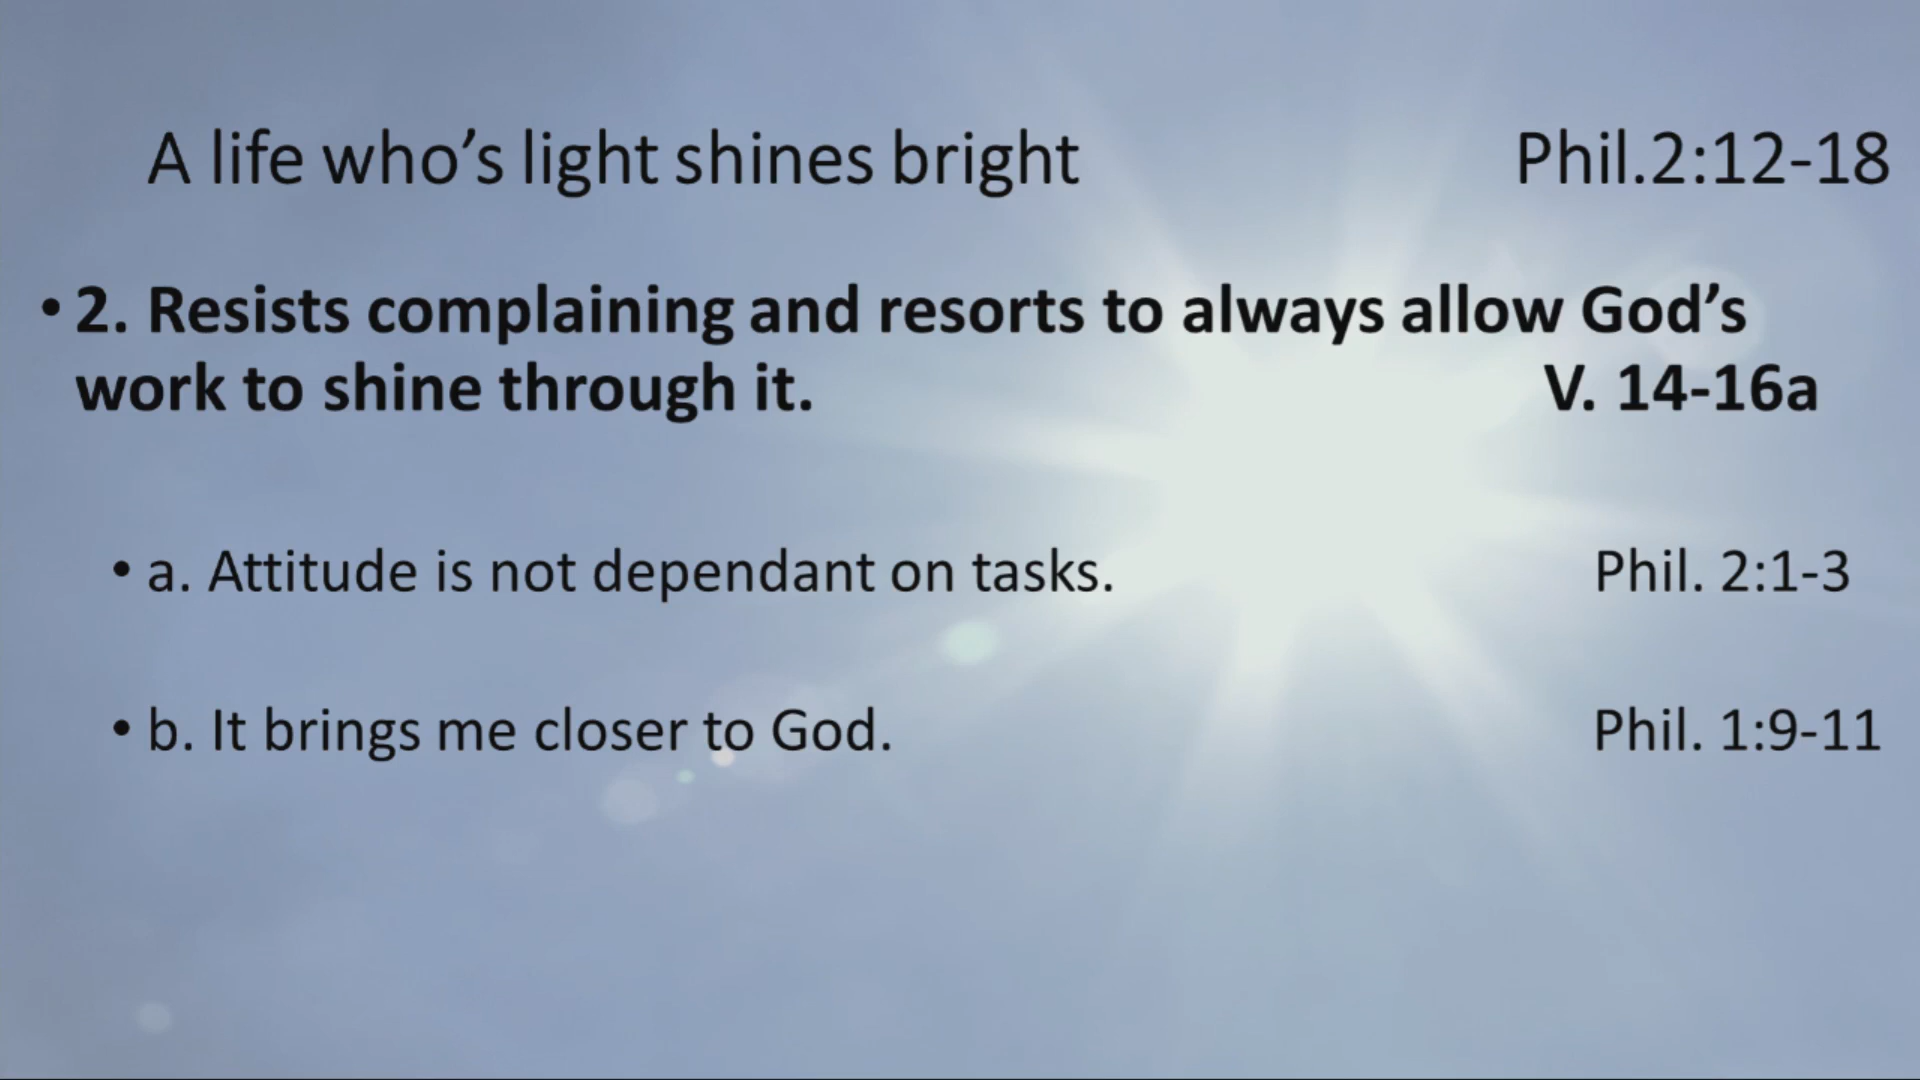 A life who’s light shines bright Phil.2:12-18
• 2. Resists complaining and resorts to always allow God’s
work to shine through it. V. 14-16a
• a. Attitude is not dependant on tasks. Phil. 2:1-3
• b. It brings me closer to God. Phil. 1:9-11